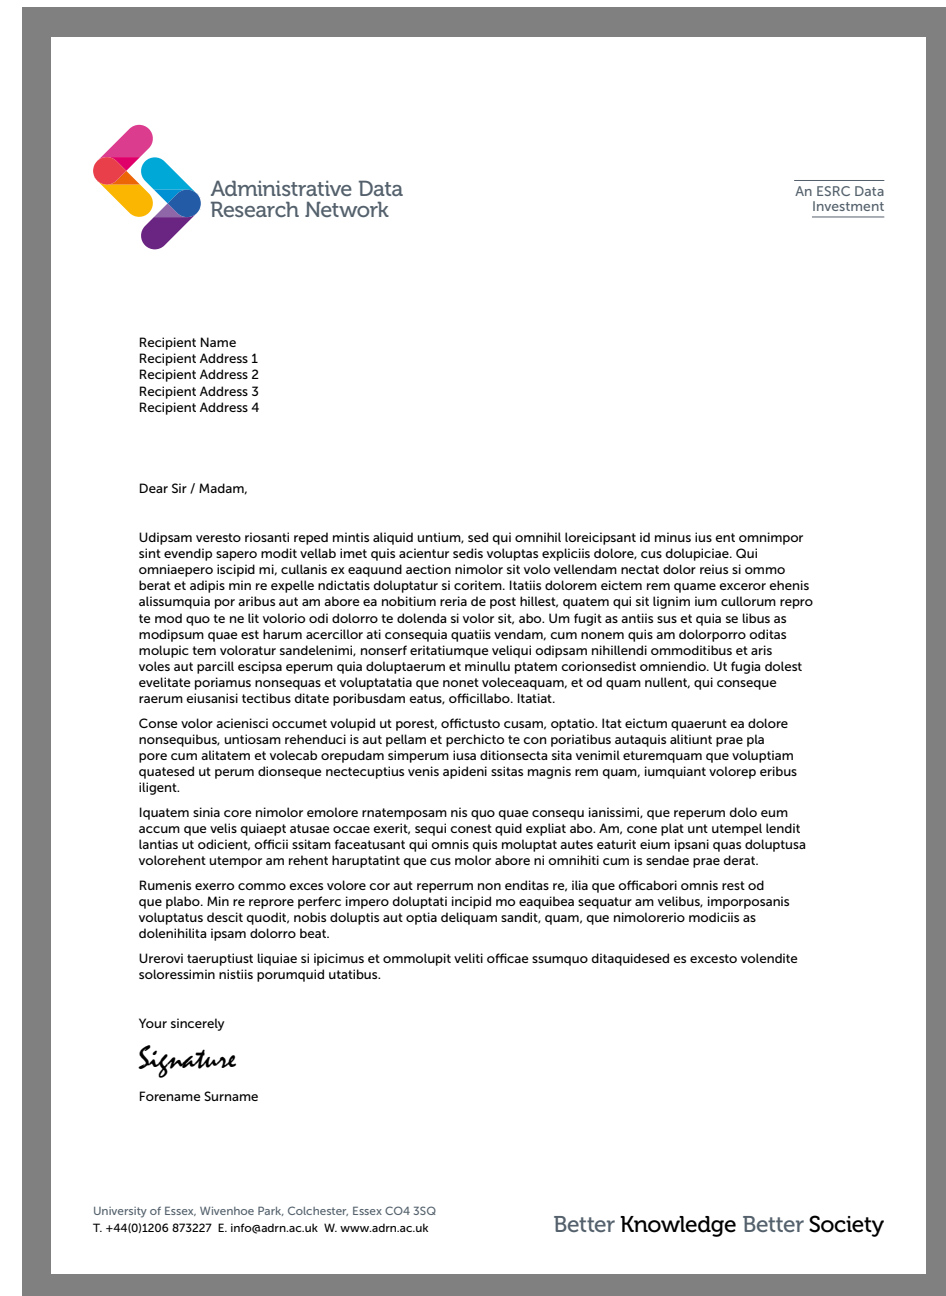 Administrative Data
Research Network
An ESRC Data
Investment
Recipient Name
Recipient Address 1
Recipient Address 2
Recipient Address 3
Recipient Address 4
Dear Sir / Madam,
Udipsam veresto riosanti reped mintis aliquid untium, sed qui omnihil loreicipsant id minus ius ent omnimpor
sint evendip sapero modit vellab imet quis acientur sedis voluptas expliciis dolore, cus dolupiciae. Qui
omniaepero iscipid mi, cullanis ex eaquund aection nimolor sit volo vellendam nectat dolor reius si ommo
berat et adipis min re expelle ndictatis doluptatur si coritem. Itatiis dolorem eictem rem quame exceror ehenis
alissumquia por aribus aut am abore ea nobitium reria de post hillest, quatem qui sit lignim ium cullorum repro
te mod quo te ne lit volorio odi dolorro te dolenda si volor sit, abo. Um fugit as antiis sus et quia se libus as
modipsum quae est harum acercillor ati consequia quatiis vendam, cum nonem quis am dolorporro oditas
molupic tem voloratur sandelenimi, nonserf eritatiumque veliqui odipsam nihillendi ommoditibus et aris
voles aut parcill escipsa eperum quia doluptaerum et minullu ptatem corionsedist omniendio. Ut fugia dolest
evelitate poriamus nonsequas et voluptatatia que nonet voleceaquam, et od quam nullent, qui conseque
raerum eiusanisi tectibus ditate poribusdam eatus, officillabo. Itatiat.
Conse volor acienisci occumet volupid ut porest, offictusto cusam, optatio. Itat eictum quaerunt ea dolore
nonsequibus, untiosam rehenduci is aut pellam et perchicto te con poriatibus autaquis alitiunt prae pla
pore cum alitatem et volecab orepudam simperum iusa ditionsecta sita venimil eturemquam que voluptiam
quatesed ut perum dionseque nectecuptius venis apideni ssitas magnis rem quam, iumquiant volorep eribus
iligent.
Iquatem sinia core nimolor emolore rnatemposam nis quo quae consequ ianissimi, que reperum dolo eum
accum que velis quiaept atusae occae exerit, sequi conest quid expliat abo. Am, cone plat unt utempel lendit
lantias ut odicient, officii ssitam faceatusant qui omnis quis moluptat autes eaturit eium ipsani quas doluptusa
volorehent utempor am rehent haruptatint que cus molor abore ni omnihiti cum is sendae prae derat.
Rumenis exerro commo exces volore cor aut reperrum non enditas re, ilia que officabori omnis rest od
que plabo. Min re reprore perferc impero doluptati incipid mo eaquibea sequatur am velibus, imporposanis
voluptatus descit quodit, nobis doluptis aut optia deliquam sandit, quam, que nimolorerio modiciis as
dolenihilita ipsam dolorro beat.
Urerovi taeruptiust liquiae si ipicimus et ommolupit veliti officae ssumquo ditaquidesed es excesto volendite
soloressimin nistiis porumquid utatibus.
Your sincerely
Signature
Forename Surname
University of Essex, Wivenhoe Park, Colchester, Essex CO4 3SQ
T. +44(0)1206 873227 E. info@adrn.ac.uk W. www.adrn.ac.uk
Better Knowledge Better Society